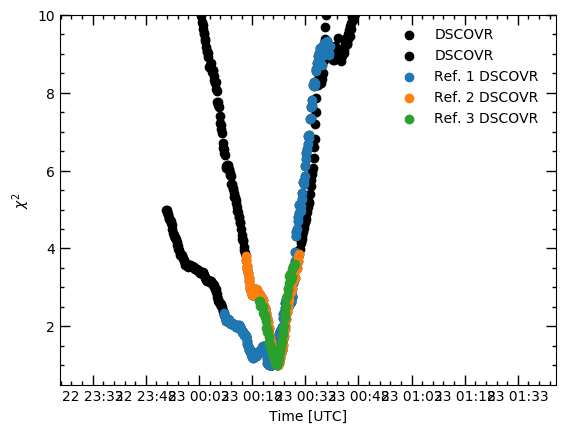 10
8
6
4
2
χ²
DSCOVR
DSCOVR
Ref. 1 DSCOVR
Ref. 2 DSCOVR
Ref. 3 DSCOVR
22 23:33 22 23:48 23 00:03 23 00:18 23 00:33 23 00:48 23 01:03 23 01:18 23 01:33
Time [UTC]